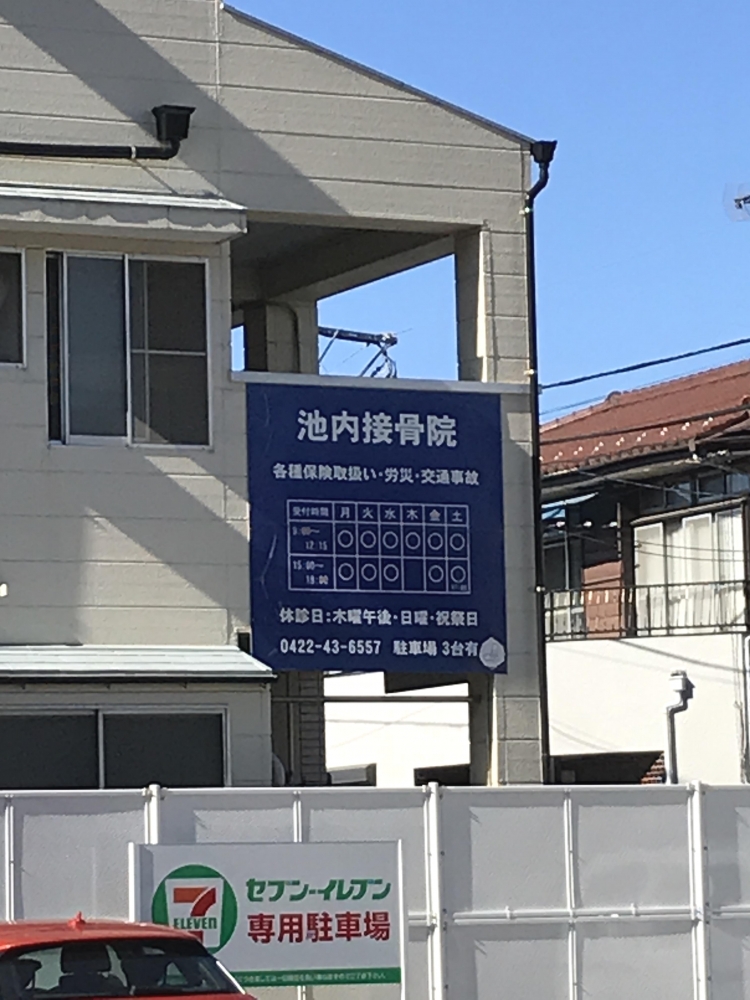 池内接骨院
各種保険取扱い・労災・交通事故
受付時間 月 火 水 木 金 土
9:00〜 12:15 ○ ○ ○ ○ ○ ○
15:00〜 19:00 ○ ○ ○ ○ ○
休診日:木曜午後・日曜・祝祭日
0422-43-6557 駐車場 3台有
7 ELEVEN
セブン-イレブン
専用駐車場